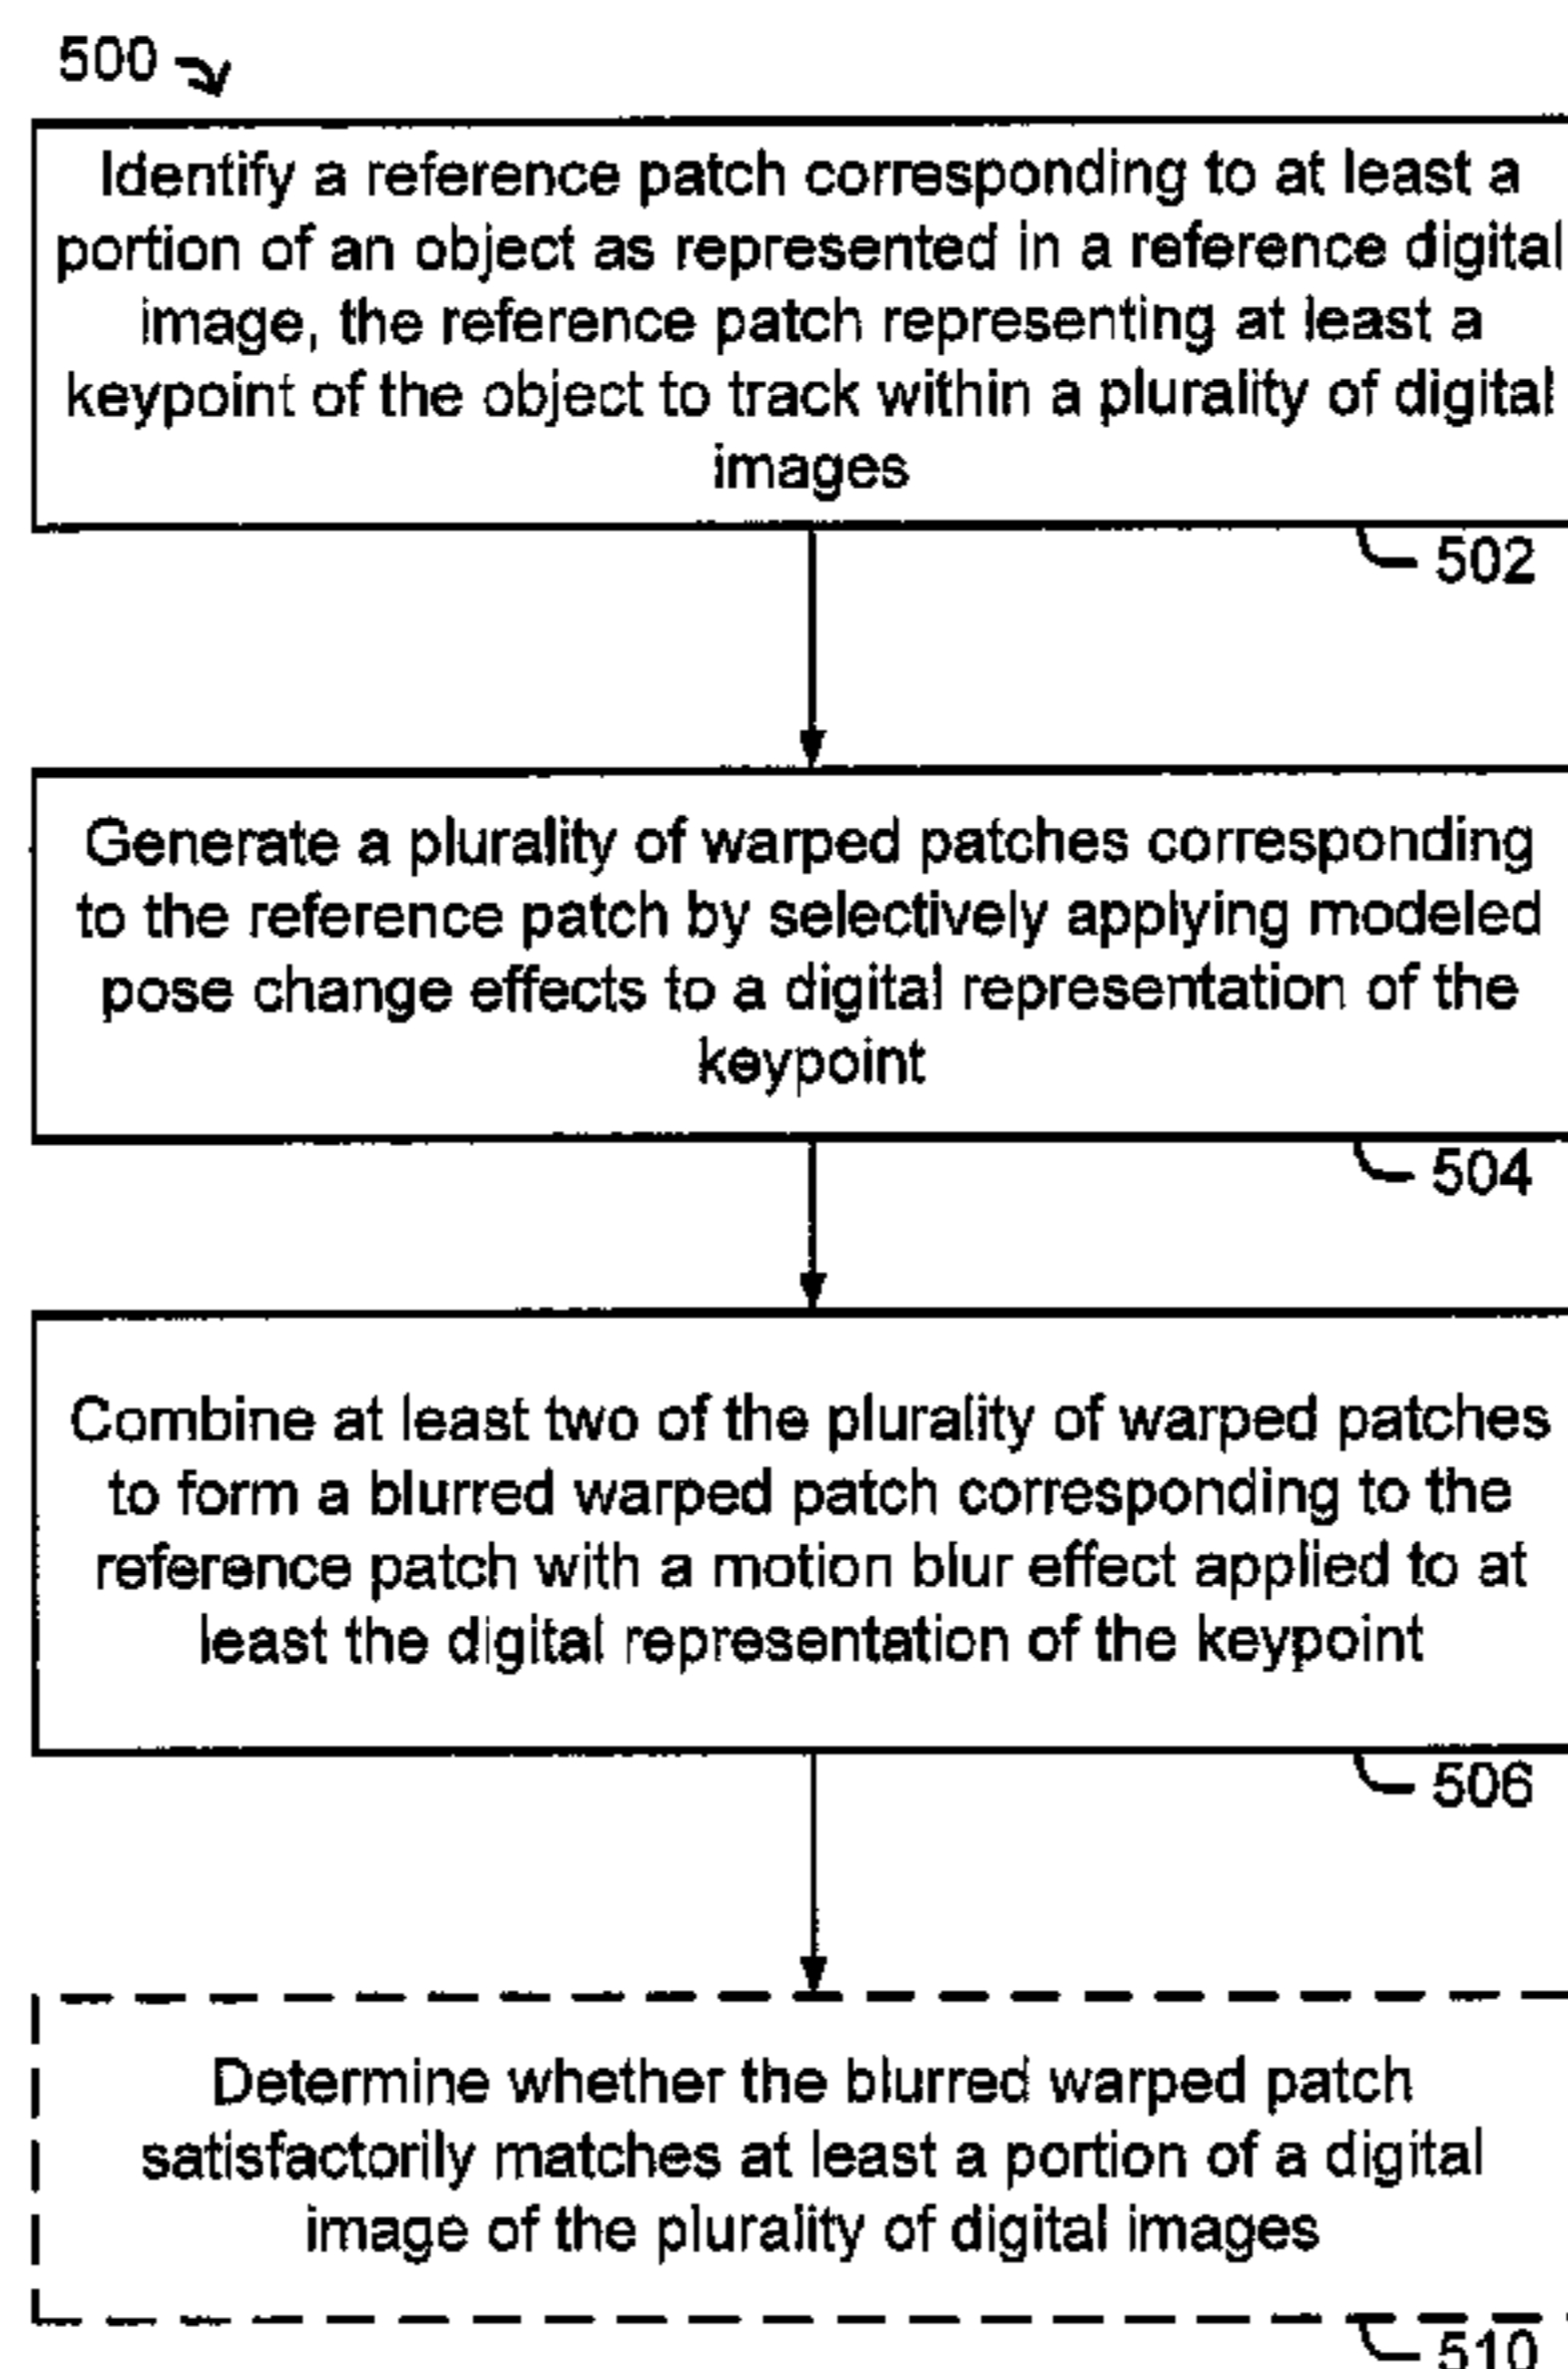 500
Identify a reference patch corresponding to at least a
portion of an object as represented in a reference digital
image, the reference patch representing at least a
keypoint of the object to track within a plurality of digital
images
502
Generate a plurality of warped patches corresponding
to the reference patch by selectively applying modeled
pose change effects to a digital representation of the
keypoint
504
Combine at least two of the plurality of warped patches
to form a blurred warped patch corresponding to the
reference patch with a motion blur effect applied to at
least the digital representation of the keypoint
506
Determine whether the blurred warped patch
satisfactorily matches at least a portion of a digital
image of the plurality of digital images
510